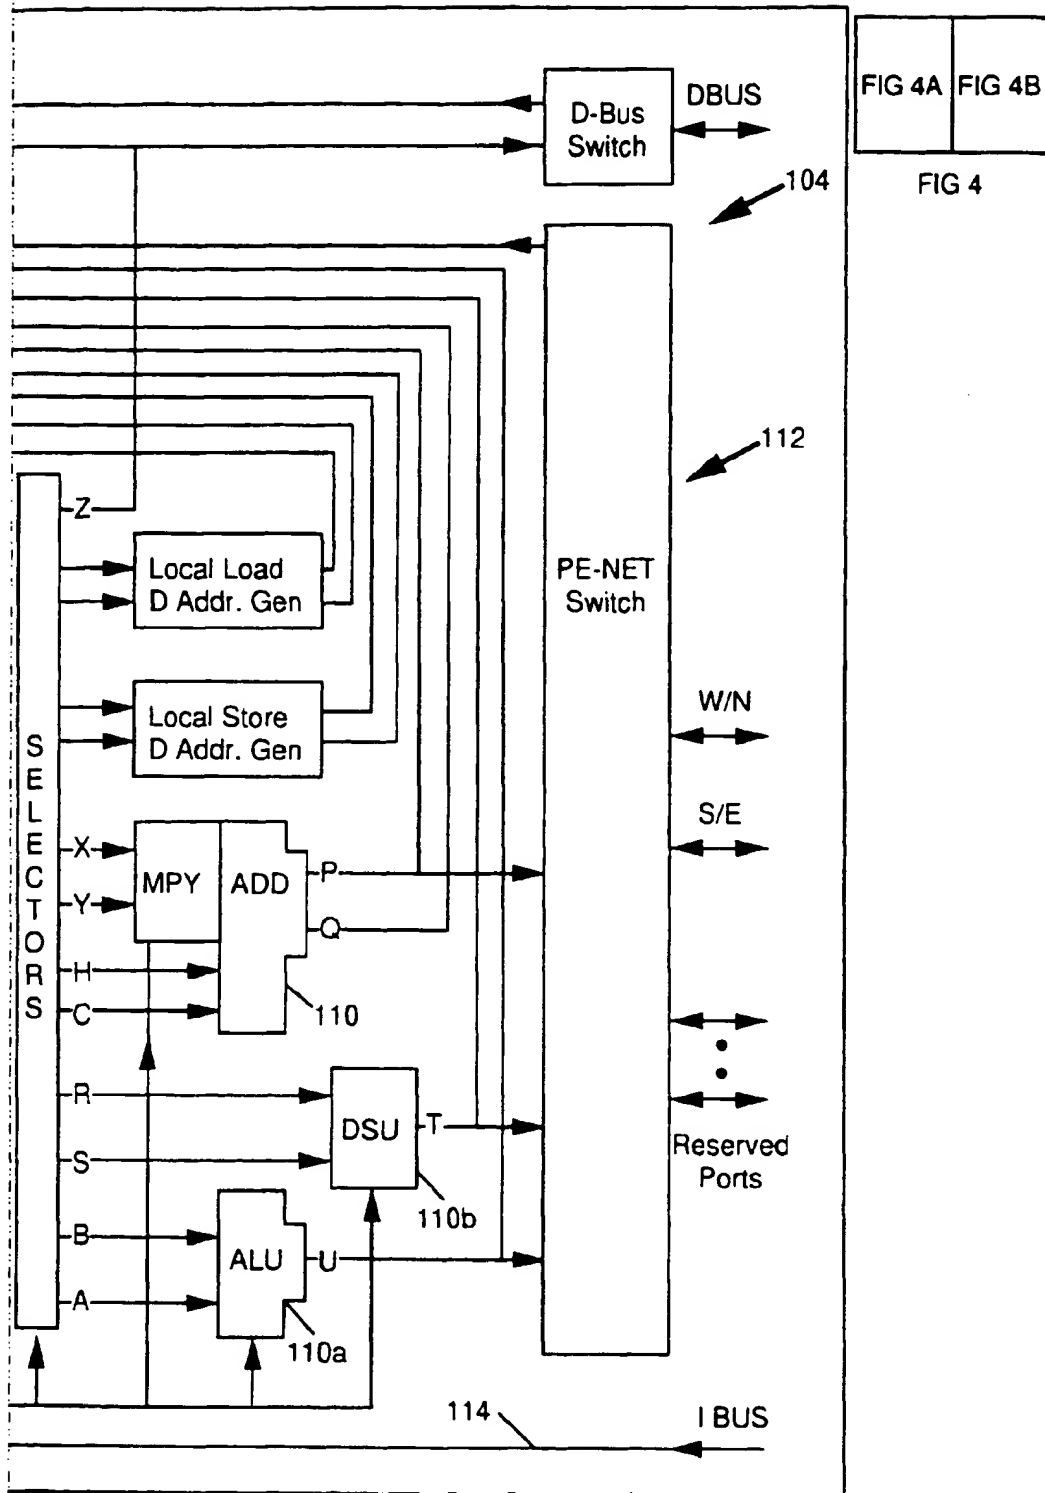 D-Bus
Switch
DBUS
FIG 4A
FIG 4B
FIG 4
104
112
Z
Local Load
D Addr. Gen
PE-NET
Switch
Local Store
D Addr. Gen
W/N
S/E
SELECTORS
X
Y
H
C
MPY
ADD
P
Q
110
R
S
DSU
T
110b
Reserved
Ports
B
A
ALU
U
110a
114
I BUS